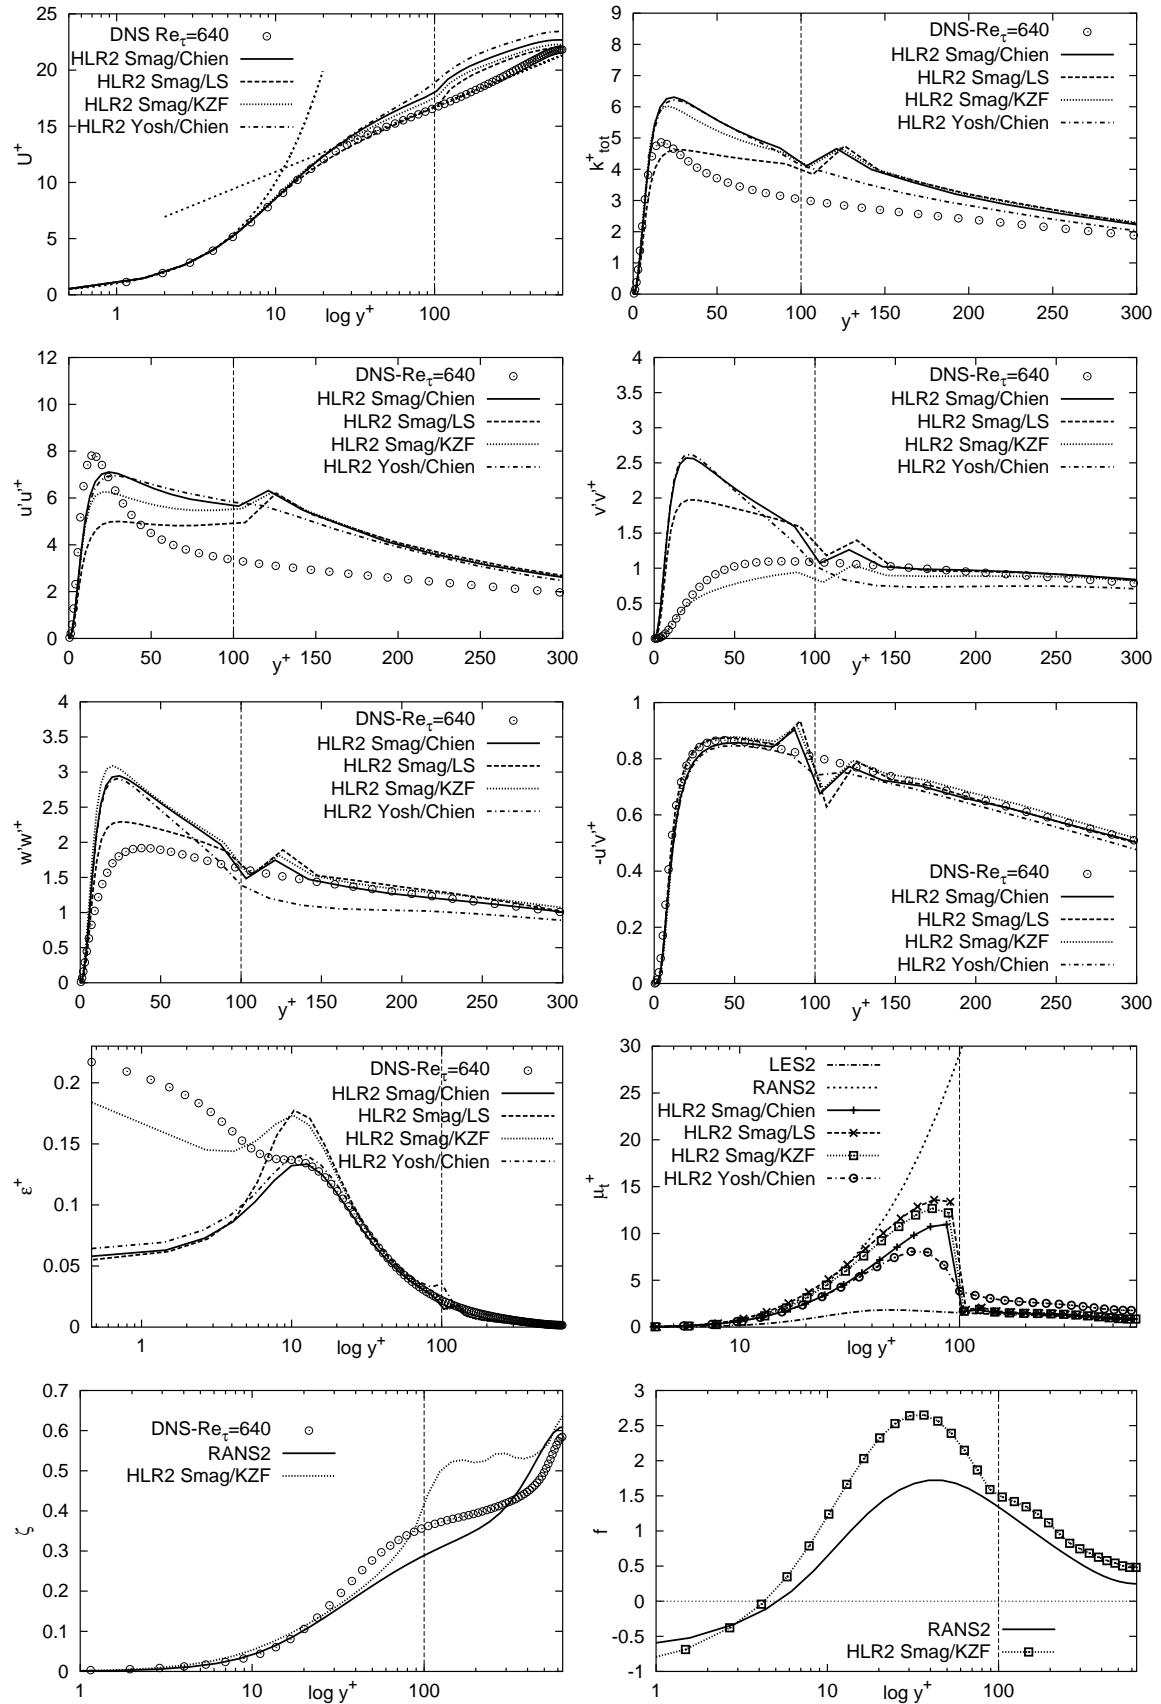 25
20
15
10
5
0
U+
1
10
100
log y+
DNS Reτ=640
HLR2 Smag/Chien
HLR2 Smag/LS
HLR2 Smag/KZF
HLR2 Yosh/Chien
9
8
7
6
5
4
3
2
1
0
k+tot
0
50
100
150
200
250
300
y+
DNS-Reτ=640
HLR2 Smag/Chien
HLR2 Smag/LS
HLR2 Smag/KZF
HLR2 Yosh/Chien
12
10
8
6
4
2
0
u'u'+
0
50
100
150
200
250
300
y+
DNS-Reτ=640
HLR2 Smag/Chien
HLR2 Smag/LS
HLR2 Smag/KZF
HLR2 Yosh/Chien
4
3.5
3
2.5
2
1.5
1
0.5
0
v'v'+
0
50
100
150
200
250
300
y+
DNS-Reτ=640
HLR2 Smag/Chien
HLR2 Smag/LS
HLR2 Smag/KZF
HLR2 Yosh/Chien
4
3.5
3
2.5
2
1.5
1
0.5
0
w'w'+
0
50
100
150
200
250
300
y+
DNS-Reτ=640
HLR2 Smag/Chien
HLR2 Smag/LS
HLR2 Smag/KZF
HLR2 Yosh/Chien
1
0.8
0.6
0.4
0.2
0
-u'v'+
0
50
100
150
200
250
300
y+
DNS-Reτ=640
HLR2 Smag/Chien
HLR2 Smag/LS
HLR2 Smag/KZF
HLR2 Yosh/Chien
0.2
0.15
0.1
0.05
0
ε+
1
10
100
log y+
DNS-Reτ=640
HLR2 Smag/Chien
HLR2 Smag/LS
HLR2 Smag/KZF
HLR2 Yosh/Chien
30
25
20
15
10
5
0
μt+
10
100
log y+
LES2
RANS2
HLR2 Smag/Chien
HLR2 Smag/LS
HLR2 Smag/KZF
HLR2 Yosh/Chien
0.7
0.6
0.5
0.4
0.3
0.2
0.1
0
ζ
1
10
100
log y+
DNS-Reτ=640
RANS2
HLR2 Smag/KZF
3
2.5
2
1.5
1
0.5
0
-0.5
-1
f
1
10
100
log y+
RANS2
HLR2 Smag/KZF